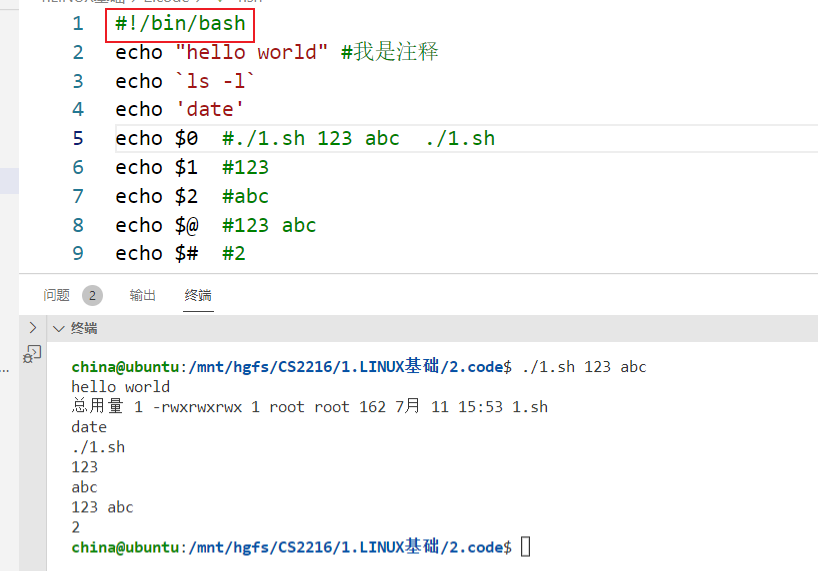 1 #!/bin/bash
2 echo "hello world" #我是注释
3 echo `ls -l`
4 echo 'date'
5 echo $0  #./1.sh 123 abc  ./1.sh
6 echo $1  #123
7 echo $2  #abc
8 echo $@  #123 abc
9 echo $#  #2
问题 2 输出 终端
终端
china@ubuntu:/mnt/hgfs/CS2216/1.LINUX基础/2.code$ ./1.sh 123 abc
hello world
总用量 1 -rwxrwxrwx 1 root root 162 7月 11 15:53 1.sh
date
./1.sh
123
abc
123 abc
2
china@ubuntu:/mnt/hgfs/CS2216/1.LINUX基础/2.code$